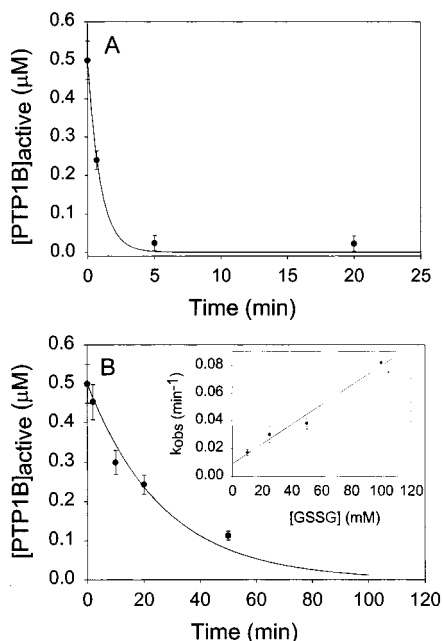 A
[PTP1B]active (μM)
0.6
0.5
0.4
0.3
0.2
0.1
0.0
0 5 10 15 20 25
Time (min)
B
[PTP1B]active (μM)
0.6
0.5
0.4
0.3
0.2
0.1
0.0
kobs (min-1)
0.08
0.06
0.04
0.02
0.00
0 20 40 60 80 100 120
[GSSG] (mM)
0 20 40 60 80 100 120
Time (min)